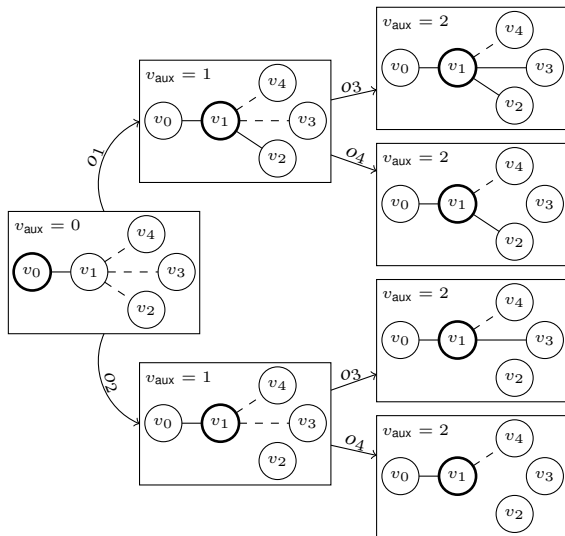 v_aux = 0
v0 v1 v4 v3 v2
o1
o2
v_aux = 1
v0 v1 v4 v3 v2
v_aux = 1
v0 v1 v4 v3 v2
o3
o4
o3
o4
v_aux = 2
v0 v1 v4 v3 v2
v_aux = 2
v0 v1 v4 v3 v2
v_aux = 2
v0 v1 v4 v3 v2
v_aux = 2
v0 v1 v4 v3 v2